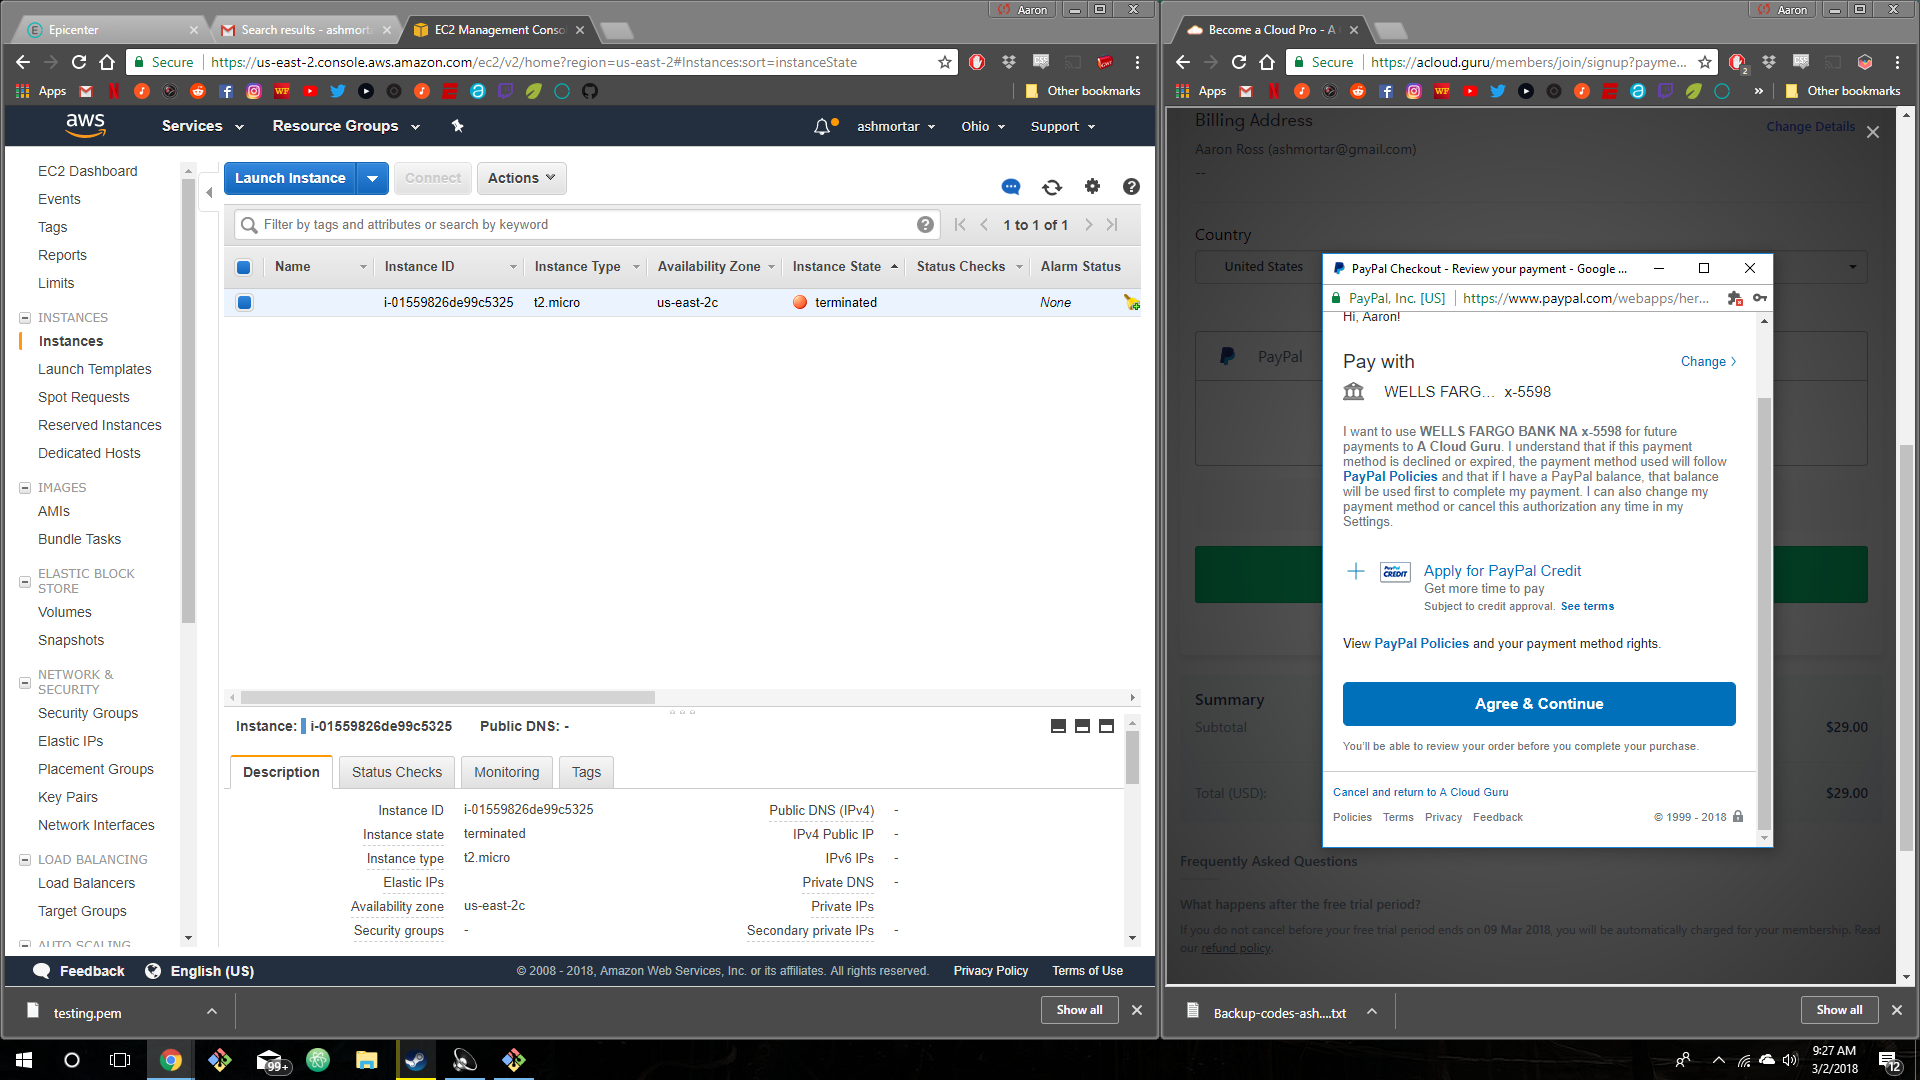 Epicenter
Search results - ashmorta
EC2 Management Conso
Aaron
Secure
https://us-east-2.console.aws.amazon.com/ec2/v2/home?region=us-east-2#Instances:sort=instanceState
Apps
Other bookmarks
aws
Services
Resource Groups
ashmortar
Ohio
Support
EC2 Dashboard
Events
Tags
Reports
Limits
INSTANCES
Instances
Launch Templates
Spot Requests
Reserved Instances
Dedicated Hosts
IMAGES
AMIs
Bundle Tasks
ELASTIC BLOCK
STORE
Volumes
Snapshots
NETWORK &
SECURITY
Security Groups
Elastic IPs
Placement Groups
Key Pairs
Network Interfaces
LOAD BALANCING
Load Balancers
Target Groups
AUTO SCALING
Launch Instance
Connect
Actions
Filter by tags and attributes or search by keyword
1 to 1 of 1
Name Instance ID Instance Type Availability Zone Instance State Status Checks Alarm Status
i-01559826de99c5325 t2.micro us-east-2c terminated None
Instance: i-01559826de99c5325 Public DNS: -
Description
Status Checks
Monitoring
Tags
Instance ID i-01559826de99c5325
Instance state terminated
Instance type t2.micro
Elastic IPs
Availability zone us-east-2c
Security groups -
Public DNS (IPv4) -
IPv4 Public IP -
IPv6 IPs -
Private DNS -
Private IPs -
Secondary private IPs -
Feedback
English (US)
© 2008 - 2018, Amazon Web Services, Inc. or its affiliates. All rights reserved.
Privacy Policy
Terms of Use
testing.pem
Show all
Become a Cloud Pro - A
Aaron
Secure
https://acloud.guru/members/join/signup?payme...
2
Apps
»
Other bookmarks
Billing Address
Change Details
Aaron Ross (ashmortar@gmail.com)
--
Country
United States
PayPal
PayPal Checkout - Review your payment - Google ...
PayPal, Inc. [US]
https://www.paypal.com/webapps/her...
Hi, Aaron!
Pay with
Change
WELLS FARG... x-5598
I want to use WELLS FARGO BANK NA x-5598 for future
payments to A Cloud Guru. I understand that if this payment
method is declined or expired, the payment method used will follow
PayPal Policies and that if I have a PayPal balance, that balance
will be used first to complete my payment. I can also change my
payment method or cancel this authorization any time in my
Settings.
PayPal CREDIT
Apply for PayPal Credit
Get more time to pay
Subject to credit approval. See terms
View PayPal Policies and your payment method rights.
Agree & Continue
You'll be able to review your order before you complete your purchase.
Cancel and return to A Cloud Guru
Policies Terms Privacy Feedback
© 1999 - 2018
Summary
Subtotal $29.00
Total (USD): $29.00
Frequently Asked Questions
What happens after the free trial period?
If you do not cancel before your free trial period ends on 09 Mar 2018, you will be automatically charged for your membership. Read
our refund policy.
Backup-codes-ash....txt
Show all
99+
9:27 AM
3/2/2018
12